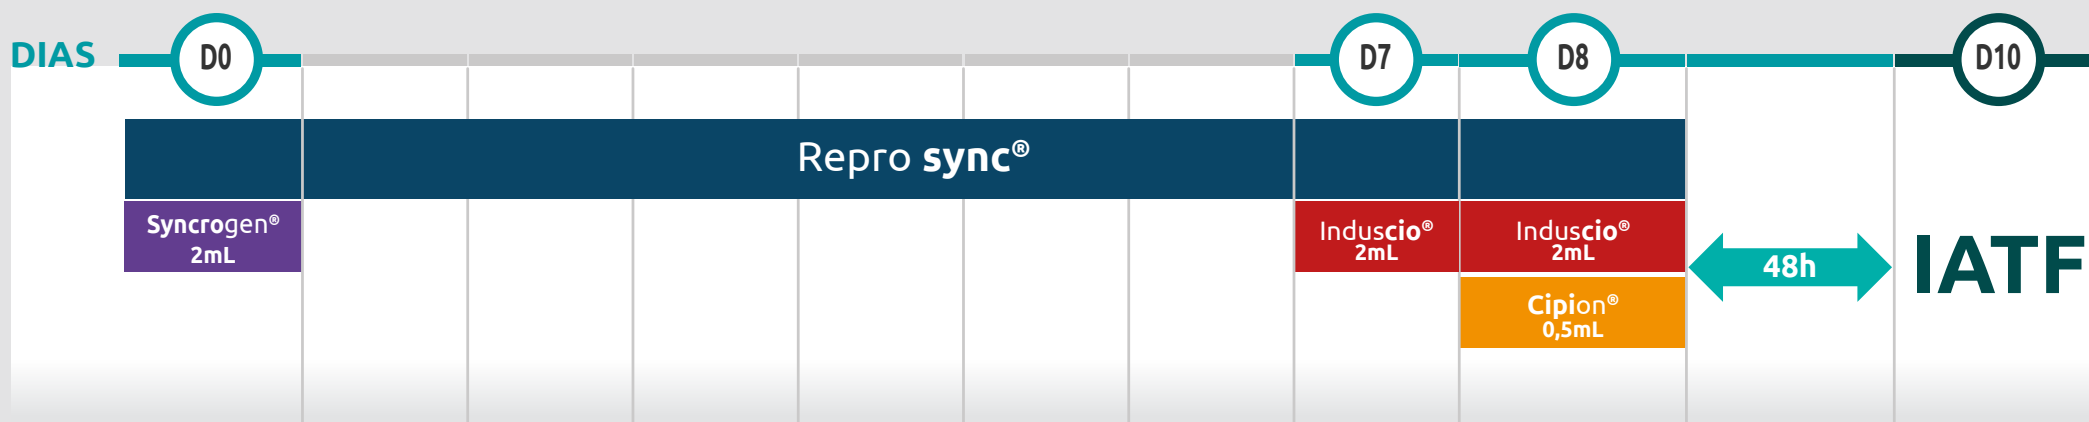 DIAS
D0
D7
D8
D10
Repro sync®
Syncrogen®
2mL
Induscio®
2mL
Induscio®
2mL
Cipion®
0,5mL
48h
IATF